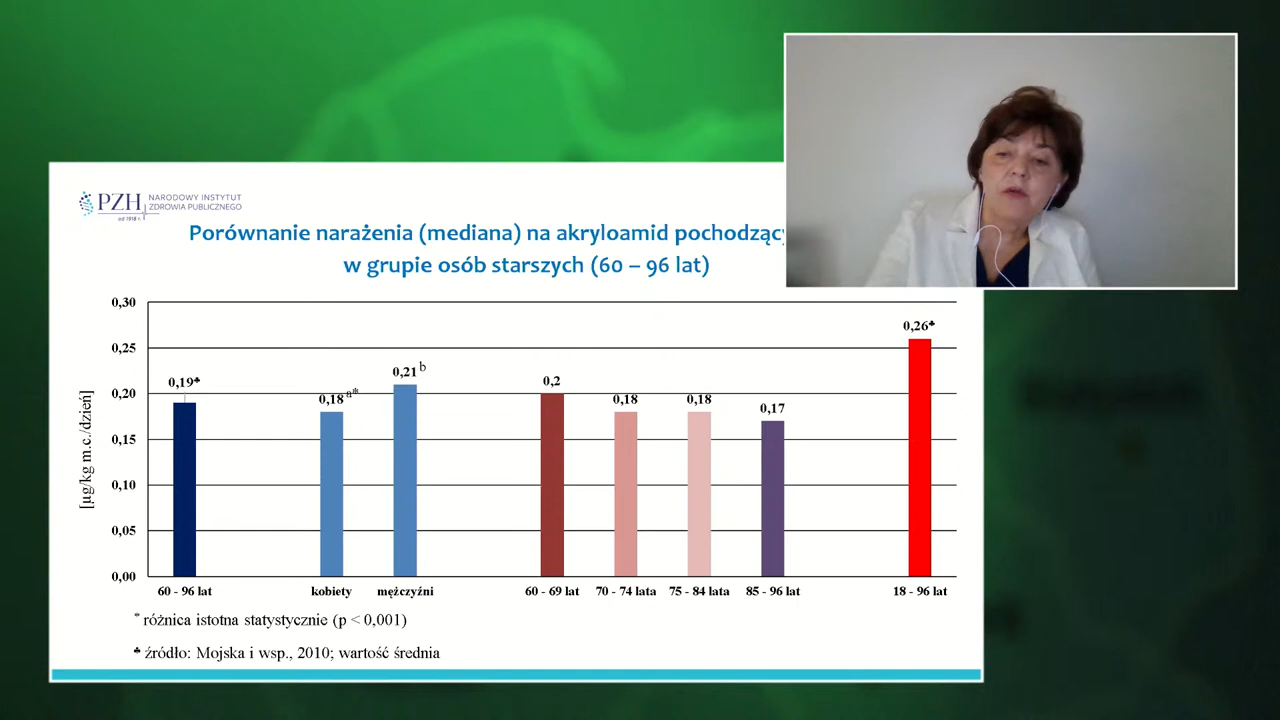 PZH NARODOWY INSTYTUT
ZDROWIA PUBLICZNEGO
od 1918 r.
Porównanie narażenia (mediana) na akryloamid
w grupie osób starszych (60 – 96 lat)
[µg/kg m.c./dzień]
0,30
0,25
0,20
0,15
0,10
0,05
0,00
0,19♣
0,18 a*
0,21 b
0,2
0,18
0,18
0,17
0,26♣
60 - 96 lat
kobiety
mężczyźni
60 - 69 lat
70 - 74 lata
75 - 84 lata
85 - 96 lat
18 - 96 lat
* różnica istotna statystycznie (p < 0,001)
♣ źródło: Mojska i wsp., 2010; wartość średnia